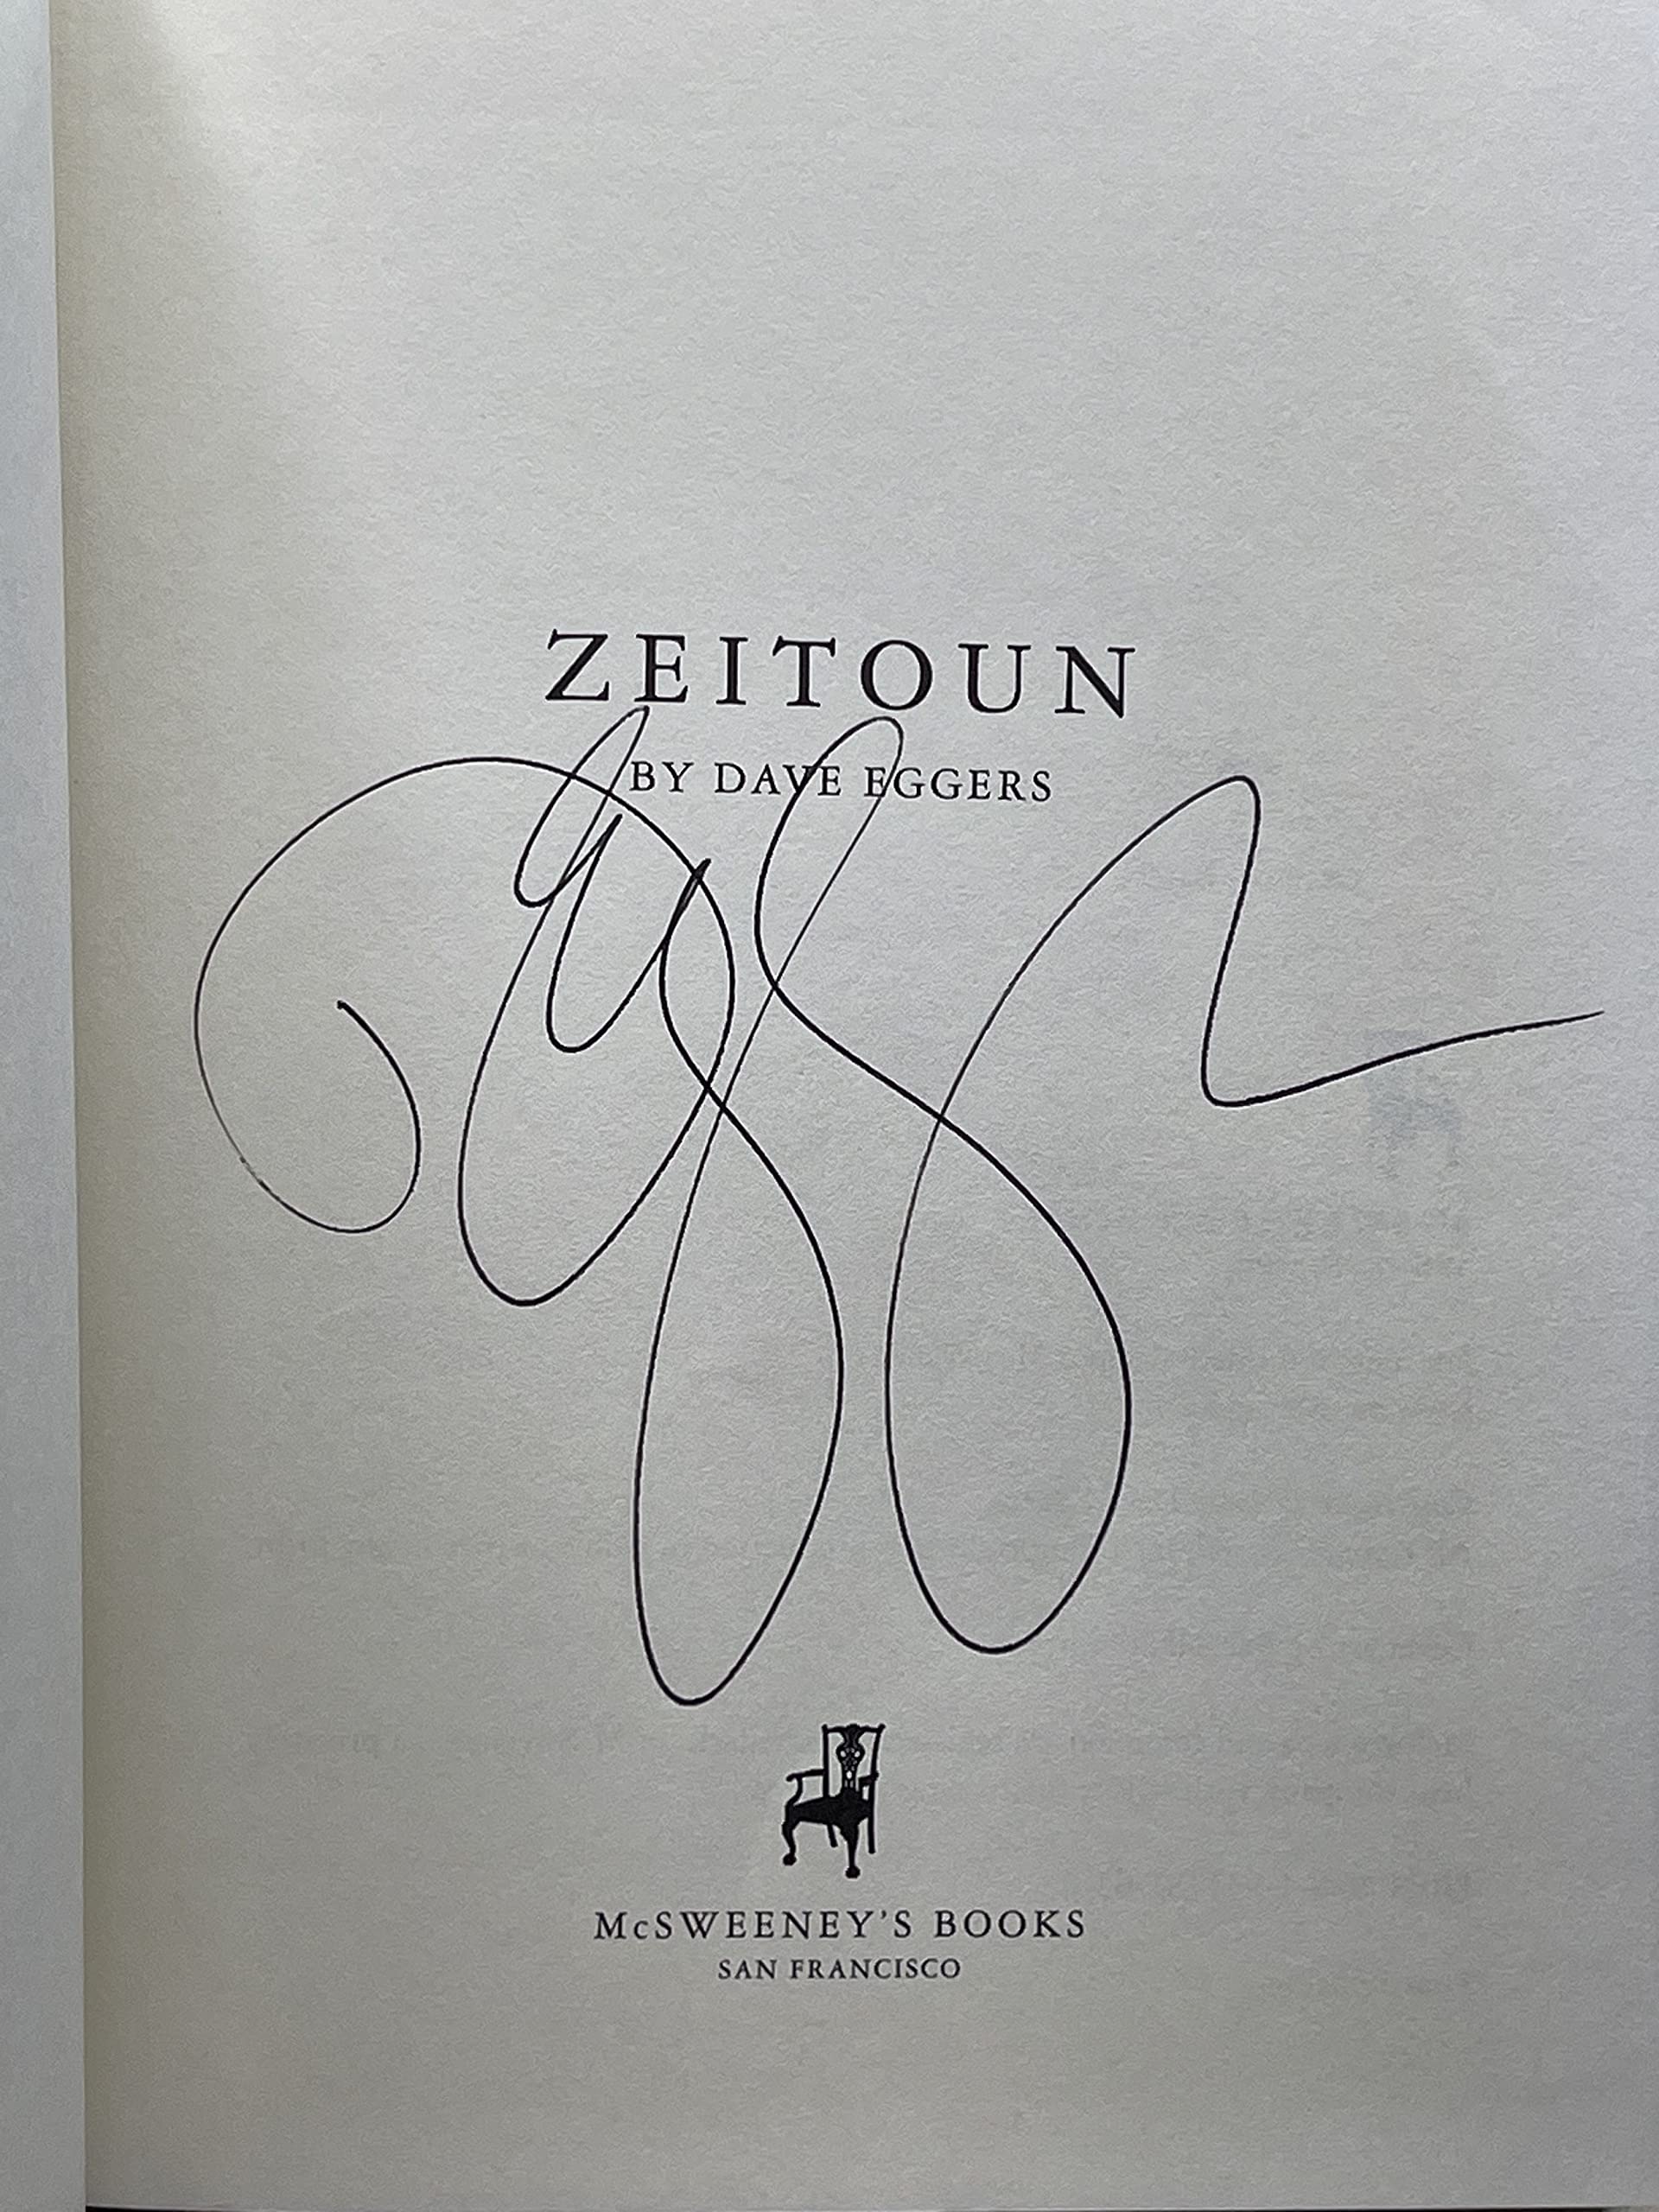 ZEITOUN
BY DAVE EGGERS
McSWEENEY'S BOOKS
SAN FRANCISCO